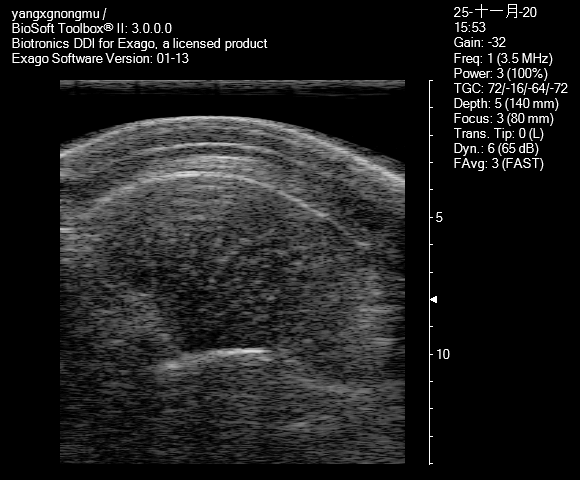 yangxgnongmu /
BioSoft Toolbox® II: 3.0.0.0
Biotronics DDI for Exago, a licensed product
Exago Software Version: 01-13
25-十一月-20
15:53
Gain: -32
Freq: 1 (3.5 MHz)
Power: 3 (100%)
TGC: 72/-16/-64/-72
Depth: 5 (140 mm)
Focus: 3 (80 mm)
Trans. Tip: 0 (L)
Dyn.: 6 (65 dB)
FAvg: 3 (FAST)
5
10